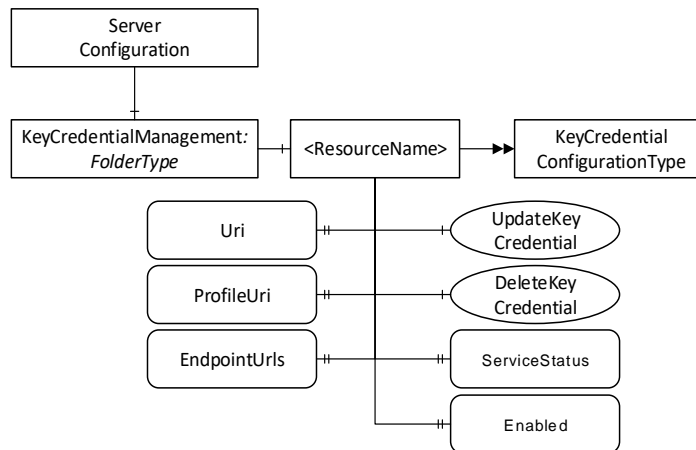 Server
Configuration
KeyCredentialManagement:
FolderType
<ResourceName>
KeyCredential
ConfigurationType
Uri
UpdateKey
Credential
ProfileUri
DeleteKey
Credential
EndpointUrls
ServiceStatus
Enabled